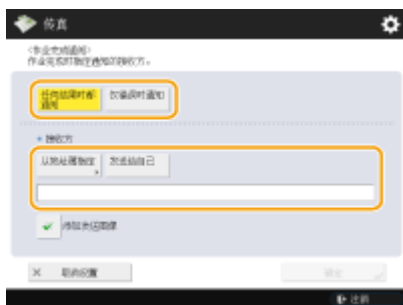 传真
<作业完成通知>
作业完成时指定通知的接收方。
任何结果时都
通知
仅错误时通知
接收方
从地址簿指定
发送给自己
添加发送图像
取消设置
确定
注销